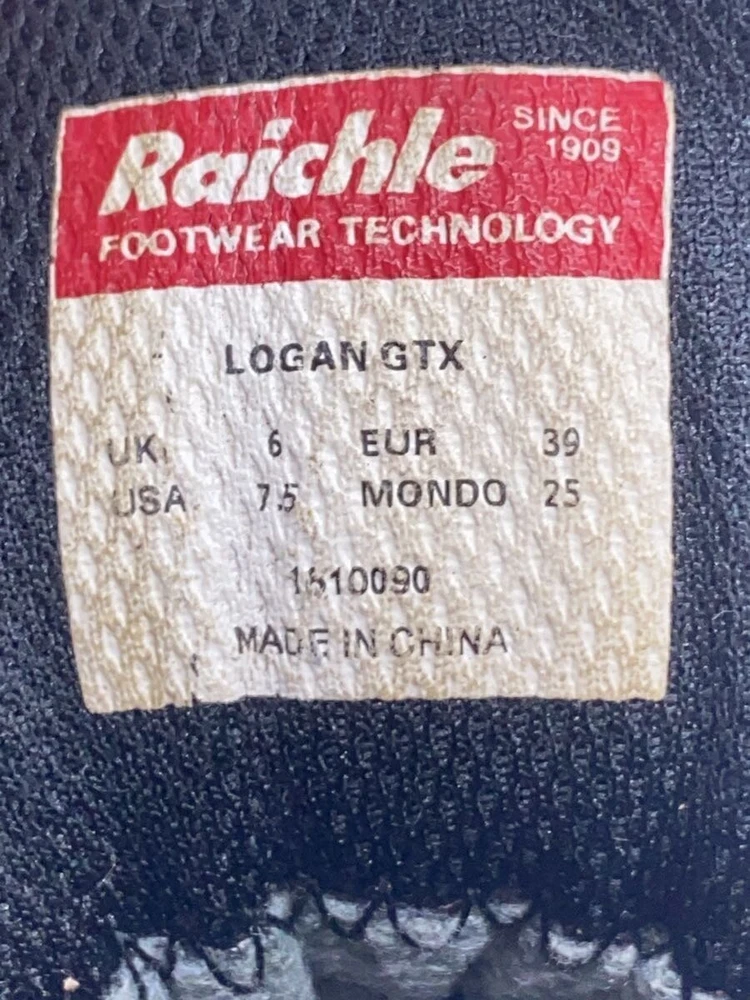 Raichle SINCE 1909
FOOTWEAR TECHNOLOGY
LOGAN GTX
UK 6 EUR 39
USA 7.5 MONDO 25
MADE IN CHINA